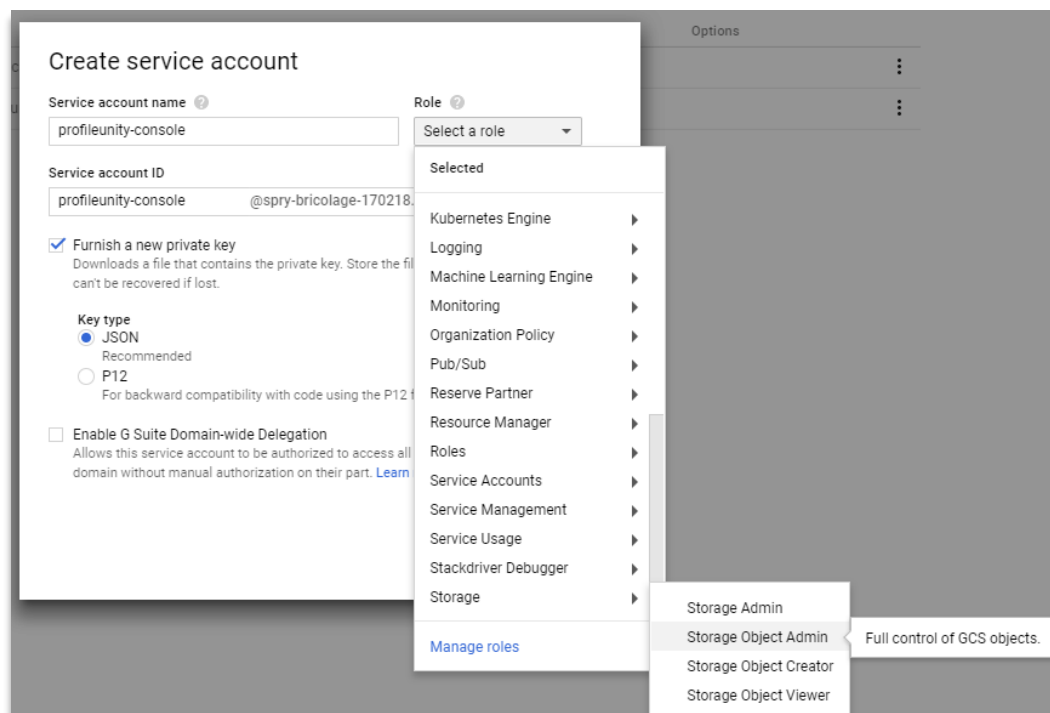 Options
Create service account
Service account name
Role
profileunity-console
Select a role
Selected
Service account ID
profileunity-console @spry-bricolage-170218.
Furnish a new private key
Downloads a file that contains the private key. Store the fil
can't be recovered if lost.
Key type
JSON
Recommended
P12
For backward compatibility with code using the P12 f
Enable G Suite Domain-wide Delegation
Allows this service account to be authorized to access all
domain without manual authorization on their part. Learn
Kubernetes Engine
Logging
Machine Learning Engine
Monitoring
Organization Policy
Pub/Sub
Reserve Partner
Resource Manager
Roles
Service Accounts
Service Management
Service Usage
Stackdriver Debugger
Storage
Manage roles
Storage Admin
Storage Object Admin
Full control of GCS objects.
Storage Object Creator
Storage Object Viewer